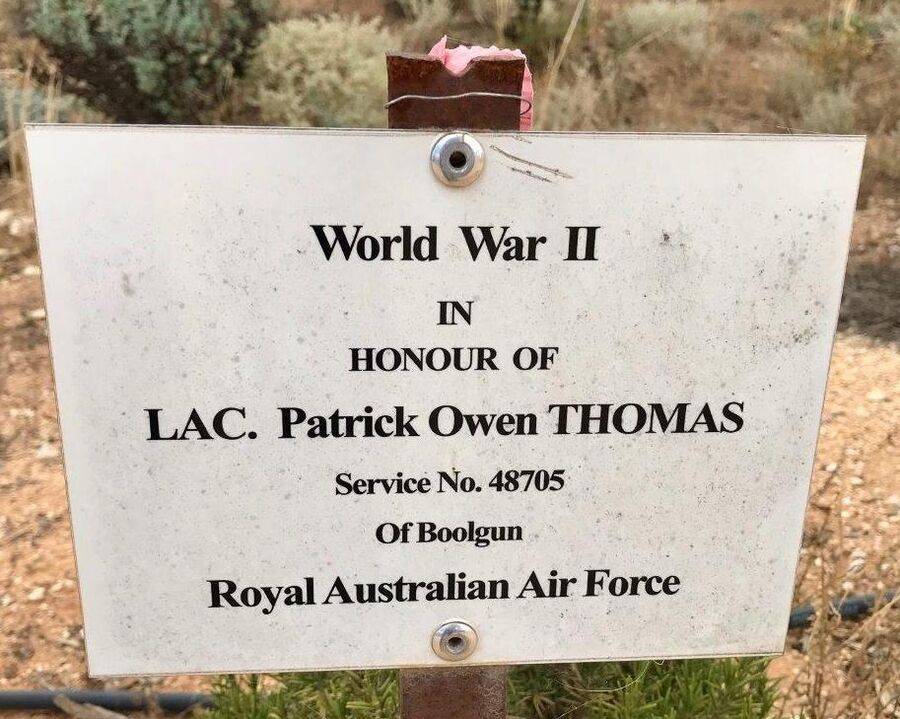 World War II
IN
HONOUR OF
LAC. Patrick Owen THOMAS
Service No. 48705
Of Boolgun
Royal Australian Air Force